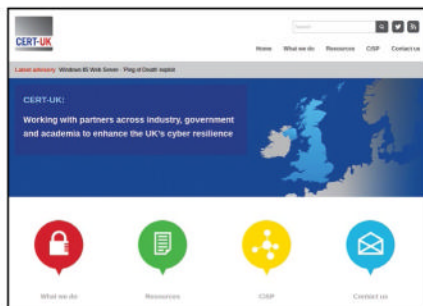 CERT-UK
Search
Home What we do Resources CiSP Contact us
Latest advisory Windows IIS Web Server 'Ping of Death' exploit
CERT-UK:
Working with partners across industry, government
and academia to enhance the UK's cyber resilience
What we do Resources CiSP Contact us